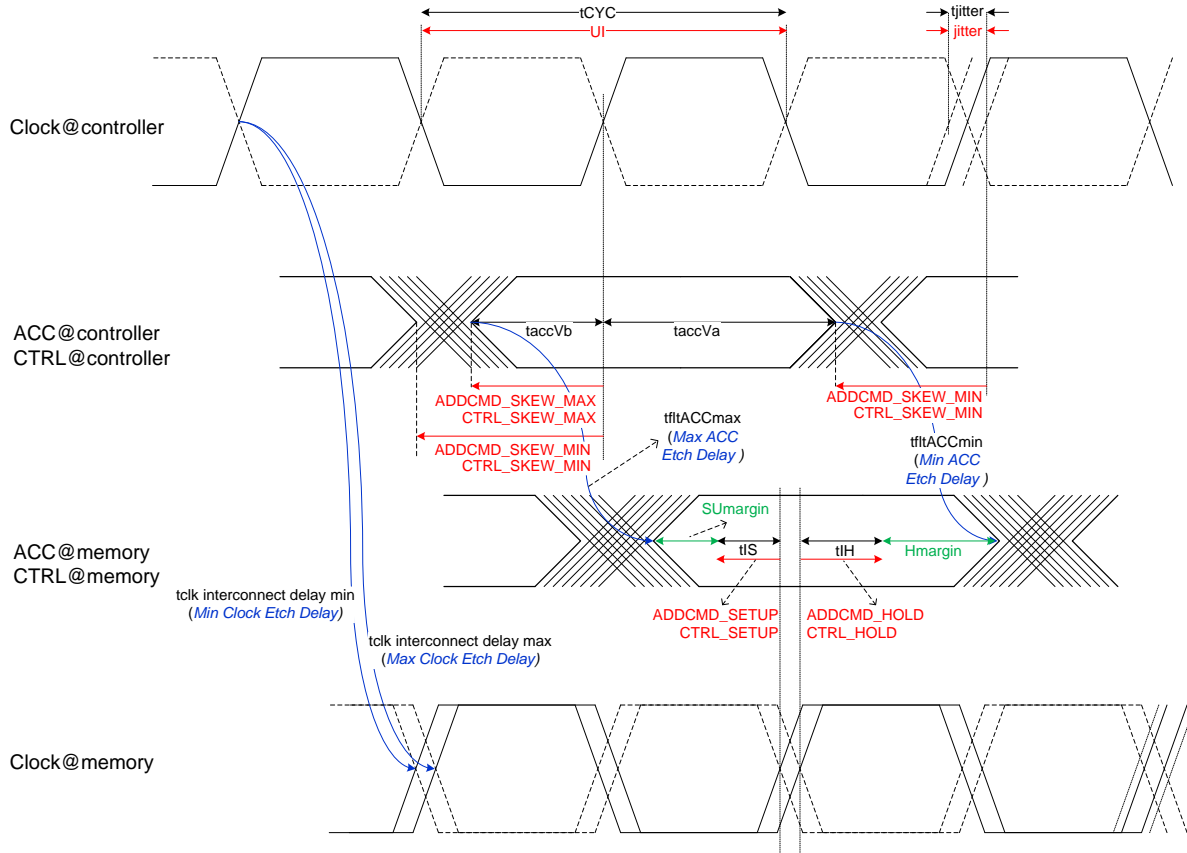 tCYC
UI
tjitter
jitter
Clock@controller
ACC@controller
CTRL@controller
taccVb
taccVa
ADDCMD_SKEW_MAX
CTRL_SKEW_MAX
ADDCMD_SKEW_MIN
CTRL_SKEW_MIN
ADDCMD_SKEW_MIN
CTRL_SKEW_MIN
tfltACCmax
(Max ACC
Etch Delay )
tfltACCmin
(Min ACC
Etch Delay )
ACC@memory
CTRL@memory
SUmargin
tIS
tIH
Hmargin
ADDCMD_SETUP
CTRL_SETUP
ADDCMD_HOLD
CTRL_HOLD
tclk interconnect delay min
(Min Clock Etch Delay)
tclk interconnect delay max
(Max Clock Etch Delay)
Clock@memory